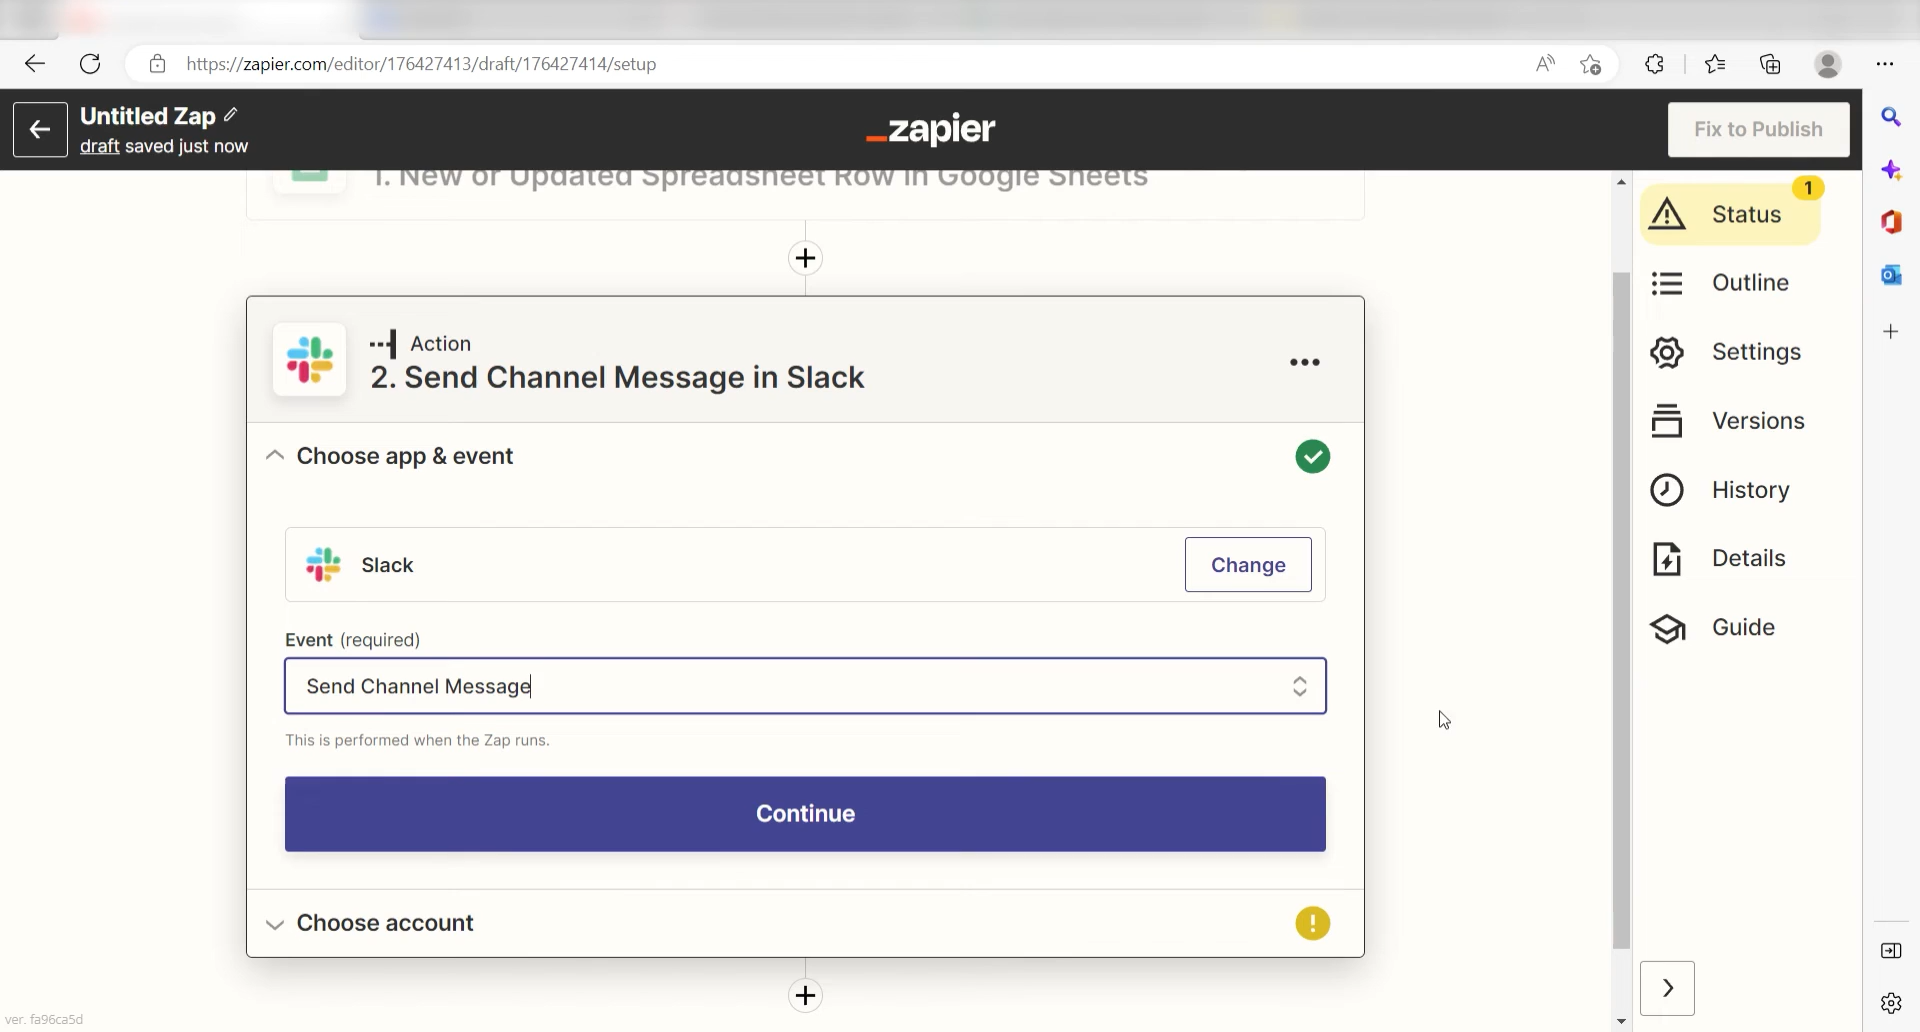 https://zapier.com/editor/176427413/draft/176427414/setup
Untitled Zap
draft saved just now
zapier
Fix to Publish
1. New or Updated Spreadsheet Row in Google Sheets
1
Status
Outline
Settings
Versions
History
Details
Guide
Action
2. Send Channel Message in Slack
Choose app & event
Slack
Change
Event (required)
Send Channel Message
This is performed when the Zap runs.
Continue
Choose account
ver. fa96ca5d